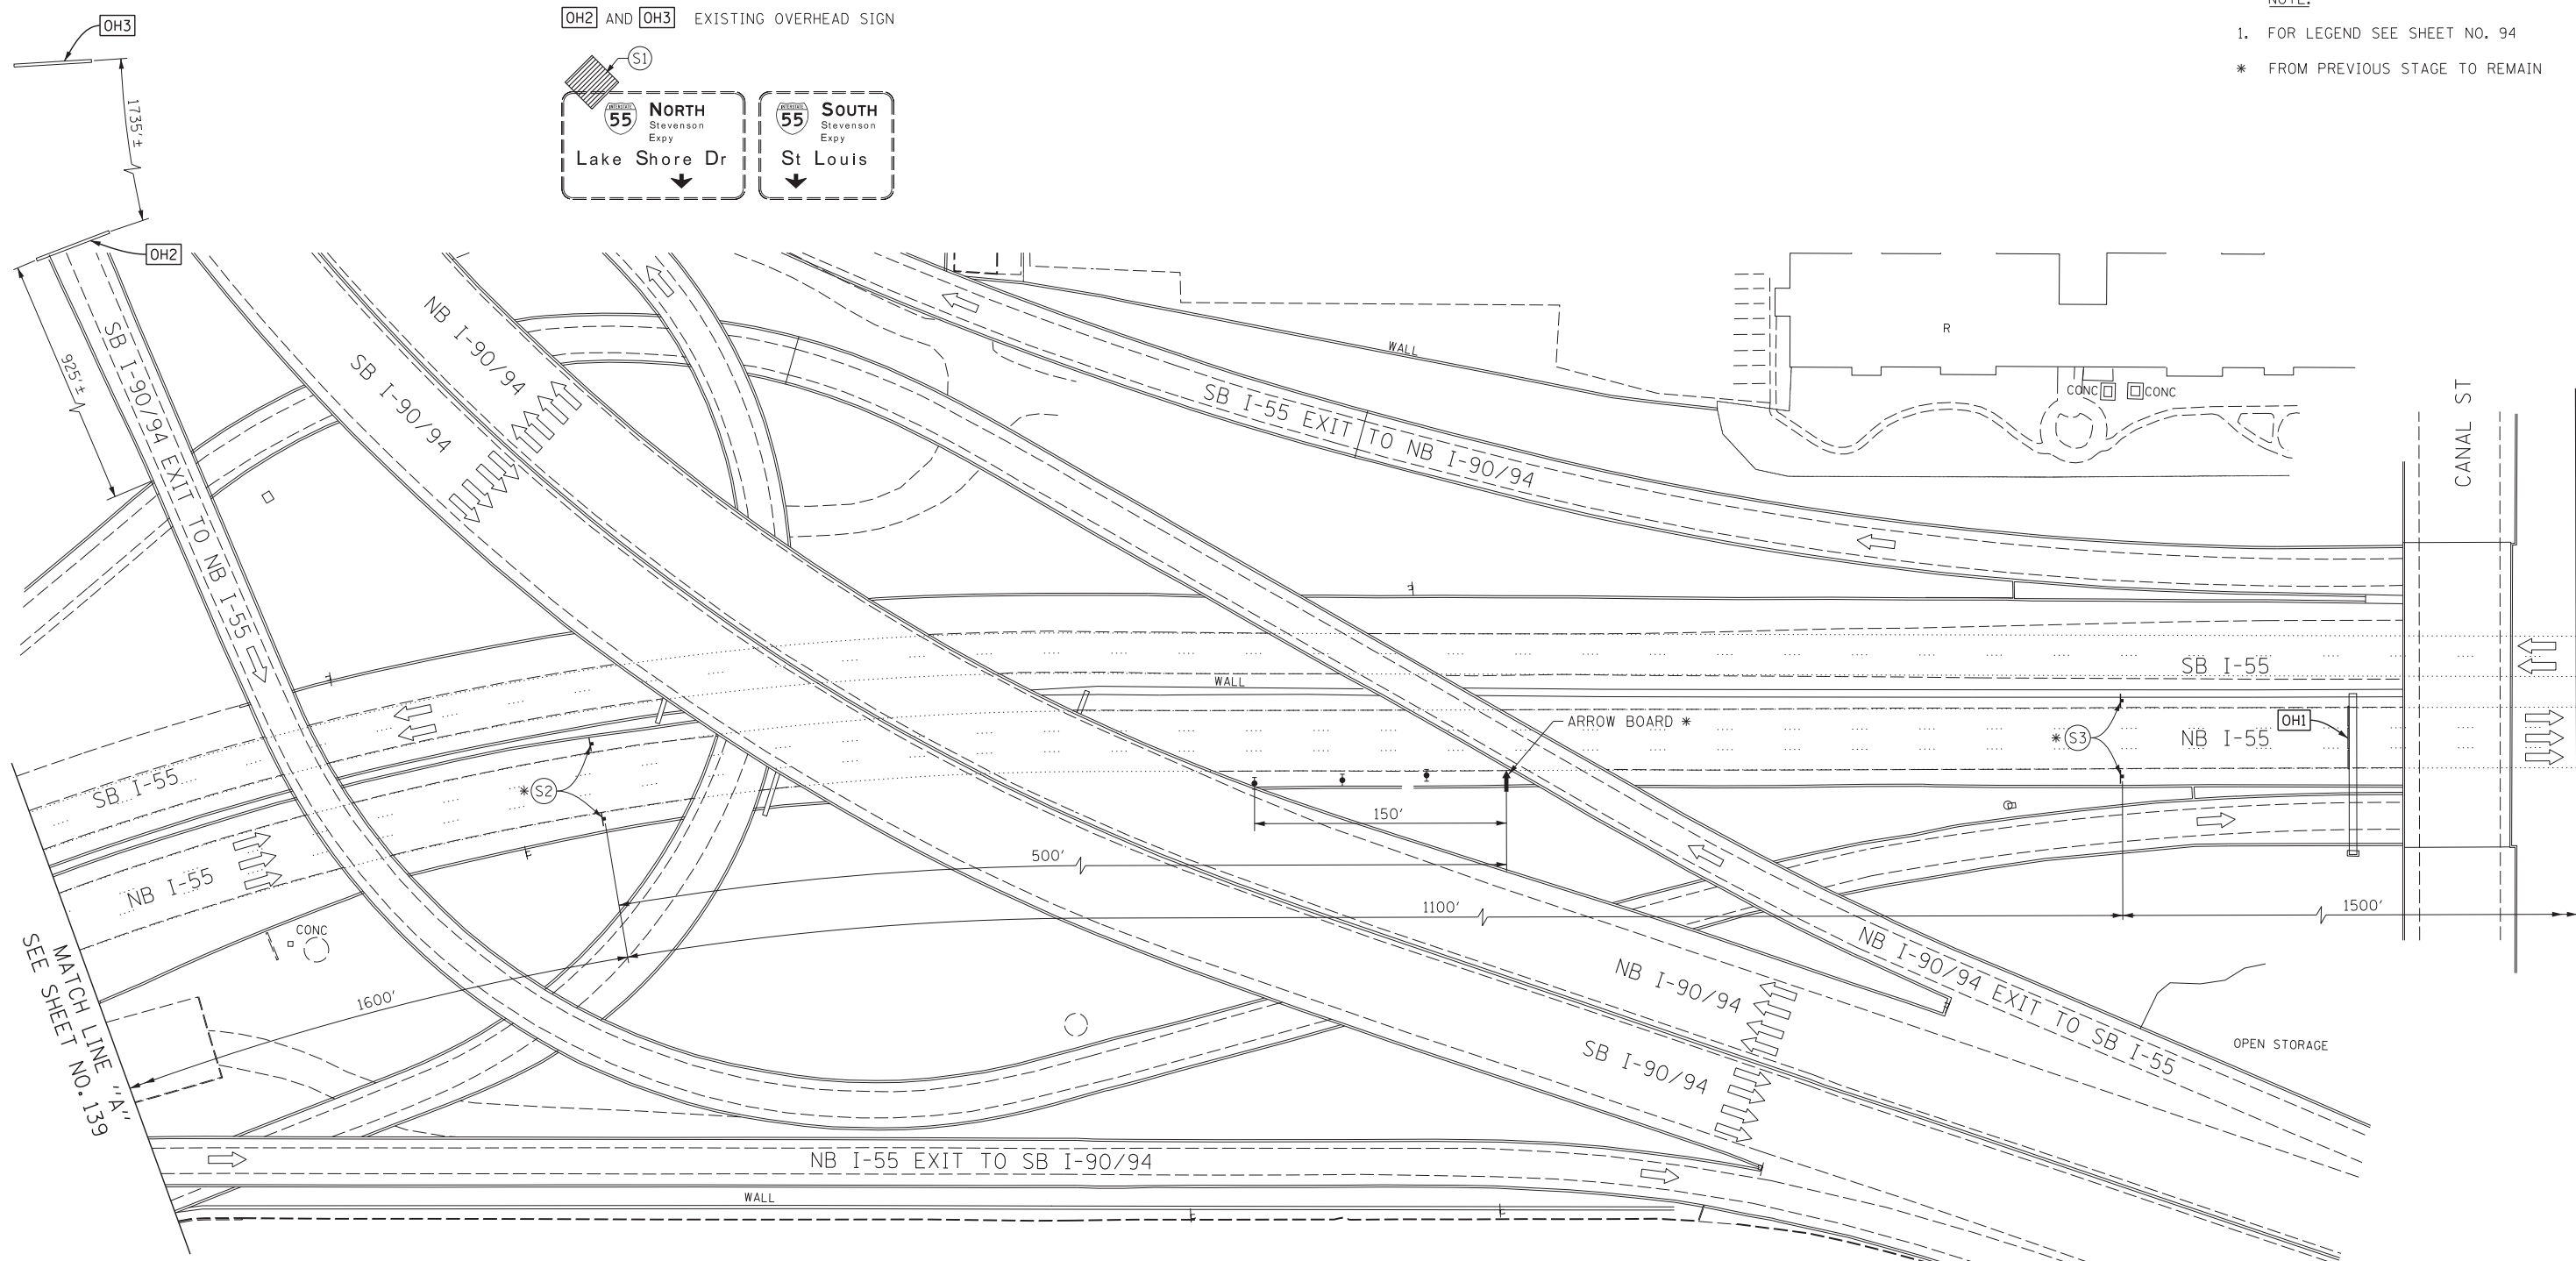 OH3
1735'±
OH2
925'±
OH2 AND OH3 EXISTING OVERHEAD SIGN
S1
INTERSTATE
55
NORTH
Stevenson
Expy
Lake Shore Dr
INTERSTATE
55
SOUTH
Stevenson
Expy
St Louis
NOTE:
1. FOR LEGEND SEE SHEET NO. 94
* FROM PREVIOUS STAGE TO REMAIN
SB I-90/94 EXIT TO NB I-55
SB I-90/94
NB I-90/94
WALL
SB I-55 EXIT TO NB I-90/94
R
CONC
CONC
CANAL ST
SB I-55
WALL
ARROW BOARD *
* S3
NB I-55
OH1
SB I-55
* S2
NB I-55
150'
500'
1100'
1500'
CONC
1600'
NB I-90/94 EXIT TO SB I-55
NB I-90/94
SB I-90/94
OPEN STORAGE
MATCH LINE "A"
SEE SHEET NO. 139
NB I-55 EXIT TO SB I-90/94
WALL